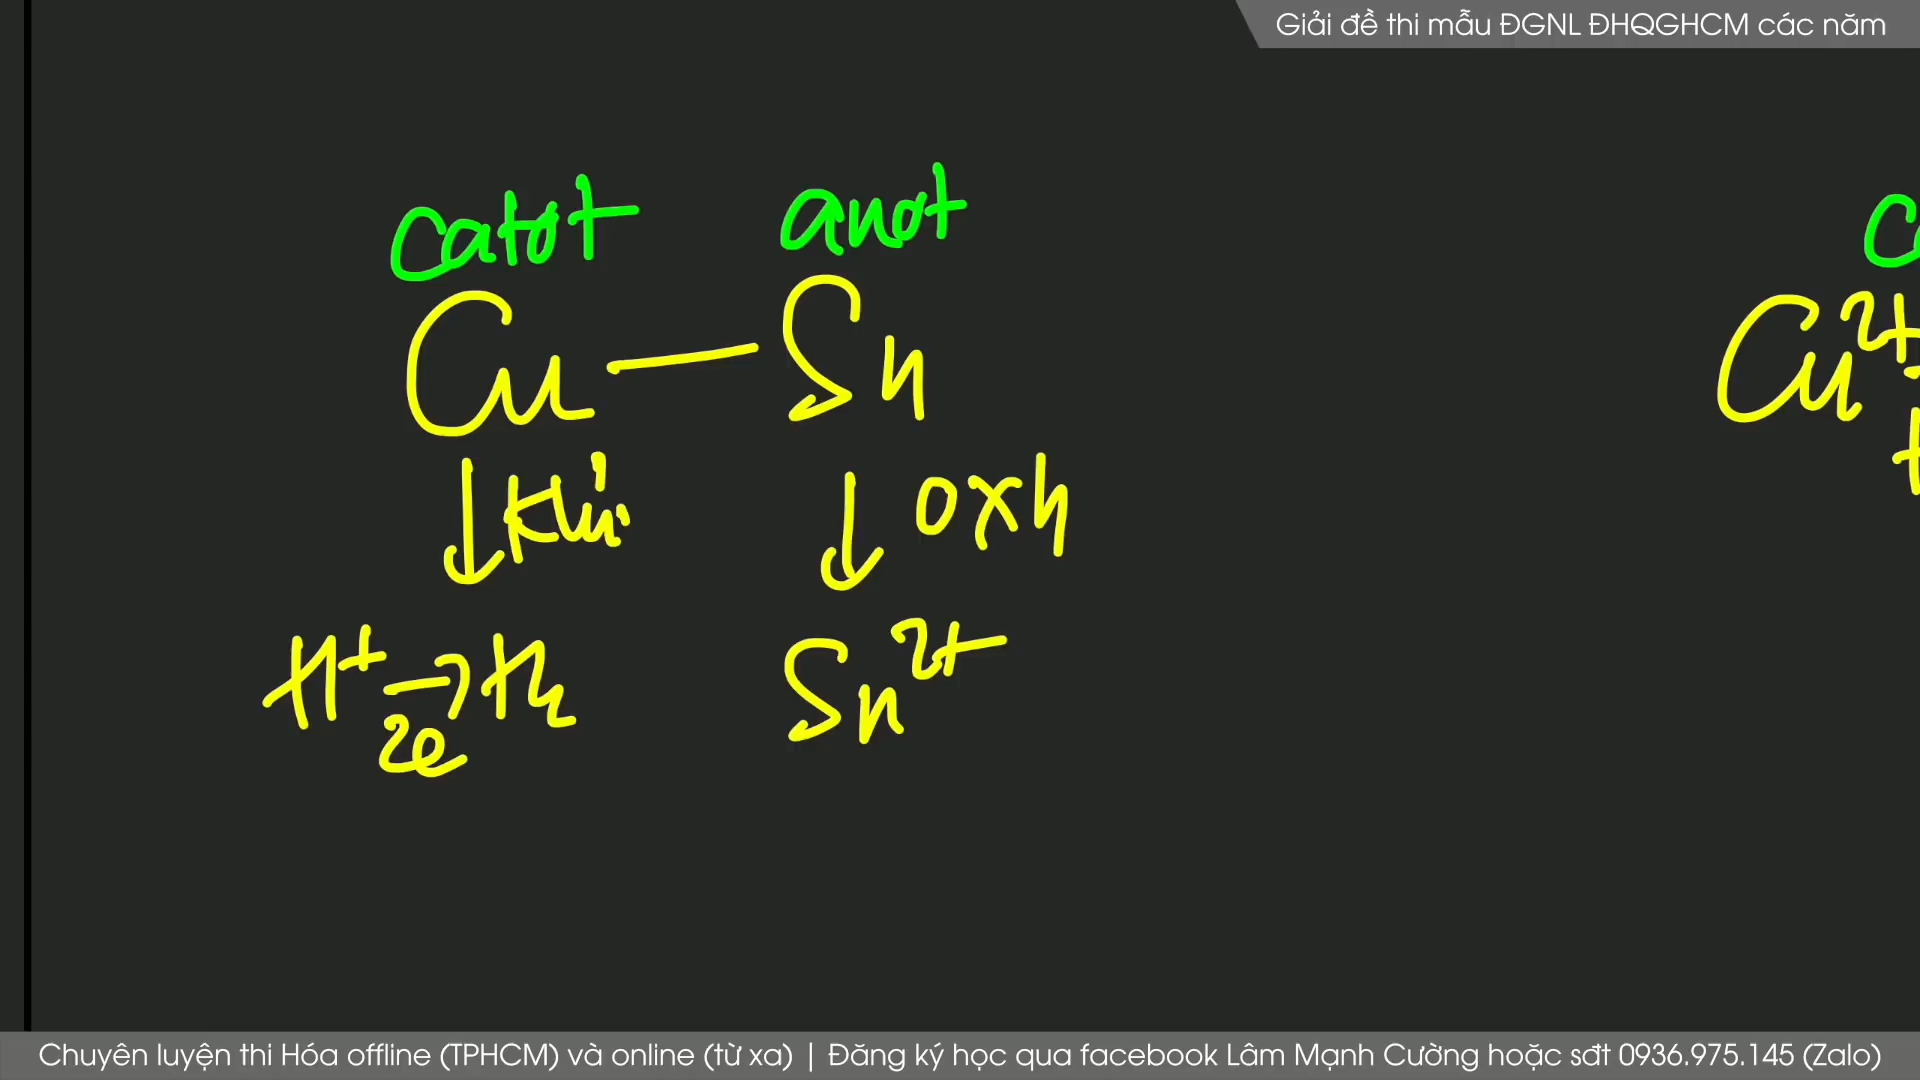 Giải đề thi mẫu ĐGNL ĐHQGHCM các năm
catot anot
Cu — Sn
↓ khử ↓ oxh
H⁺ → H₂ Sn²⁺
2e
Cu²⁺
Chuyên luyện thi Hóa offline (TPHCM) và online (từ xa) | Đăng ký học qua facebook Lâm Mạnh Cường hoặc sđt 0936.975.145 (Zalo)